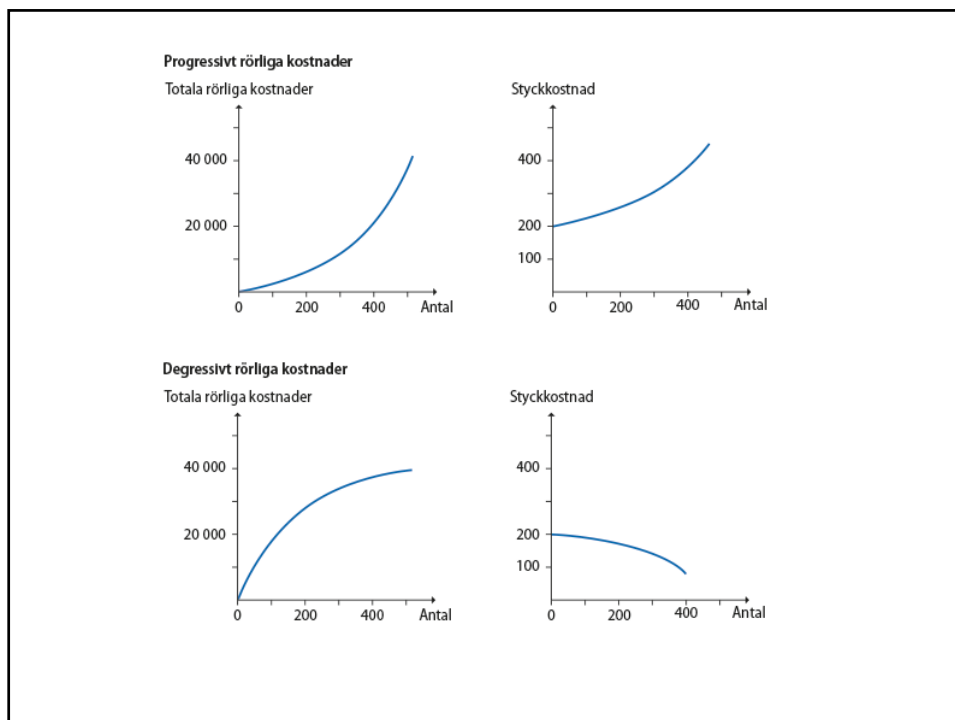 Progressivt rörliga kostnader
Totala rörliga kostnader
40 000
20 000
0
200
400
Antal
Styckkostnad
400
200
100
0
200
400
Antal
Degressivt rörliga kostnader
Totala rörliga kostnader
40 000
20 000
0
200
400
Antal
Styckkostnad
400
200
100
0
200
400
Antal